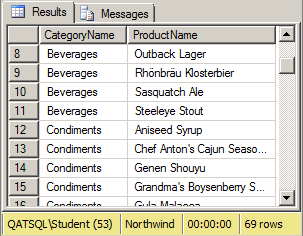 Results Messages
CategoryName ProductName
8 Beverages Outback Lager
9 Beverages Rhönbräu Klosterbier
10 Beverages Sasquatch Ale
11 Beverages Steeleye Stout
12 Condiments Aniseed Syrup
13 Condiments Chef Anton's Cajun Seaso...
14 Condiments Genen Shouyu
15 Condiments Grandma's Boysenberry S...
16 Condiments Gula Malacca
QATSQL\Student (53) Northwind 00:00:00 69 rows